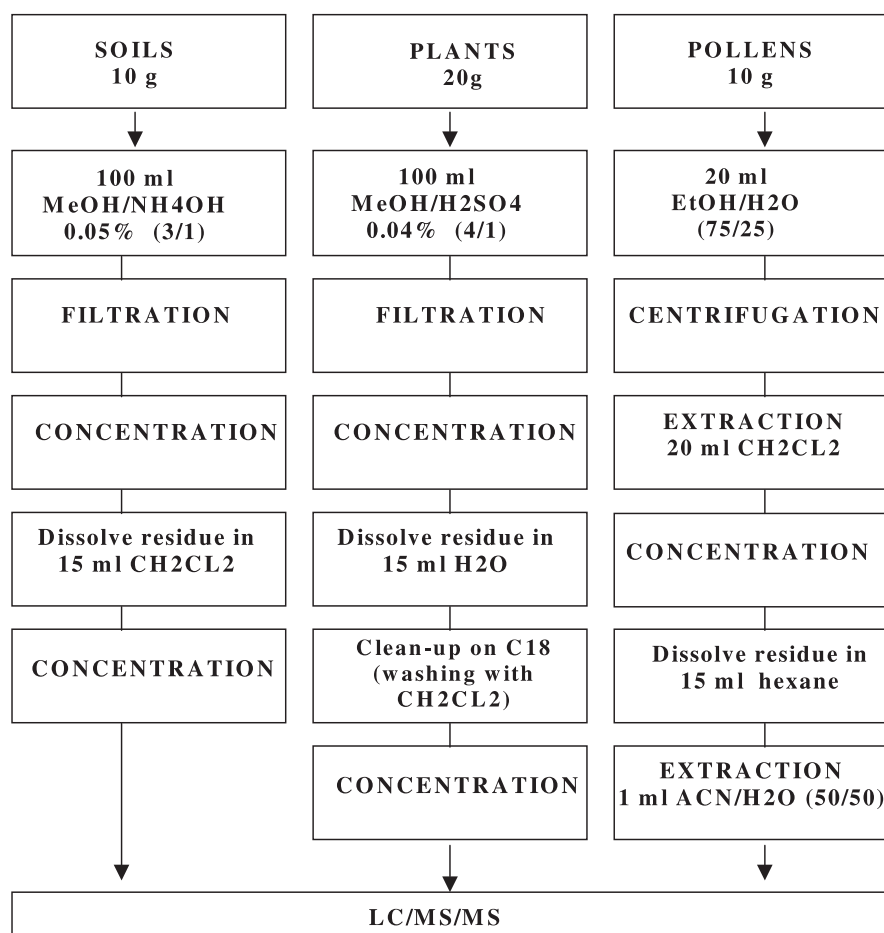 SOILS
10 g
100 ml
MeOH/NH4OH
0.05% (3/1)
FILTRATION
CONCENTRATION
Dissolve residue in
15 ml CH2CL2
CONCENTRATION
PLANTS
20g
100 ml
MeOH/H2SO4
0.04% (4/1)
FILTRATION
CONCENTRATION
Dissolve residue in
15 ml H2O
Clean-up on C18
(washing with
CH2CL2)
CONCENTRATION
POLLENS
10 g
20 ml
EtOH/H2O
(75/25)
CENTRIFUGATION
EXTRACTION
20 ml CH2CL2
CONCENTRATION
Dissolve residue in
15 ml hexane
EXTRACTION
1 ml ACN/H2O (50/50)
LC/MS/MS